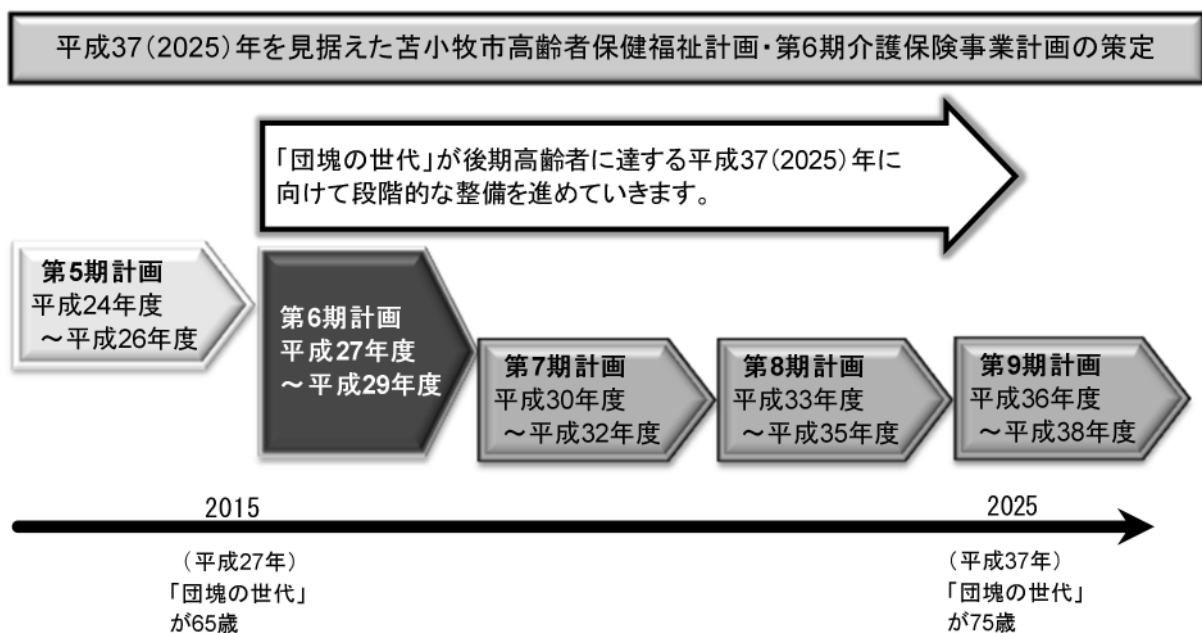 平成37(2025)年を見据えた苫小牧市高齢者保健福祉計画・第6期介護保険事業計画の策定
「団塊の世代」が後期高齢者に達する平成37(2025)年に
向けて段階的な整備を進めていきます。
第5期計画
平成24年度
～平成26年度
第6期計画
平成27年度
～平成29年度
第7期計画
平成30年度
～平成32年度
第8期計画
平成33年度
～平成35年度
第9期計画
平成36年度
～平成38年度
2015
2025
(平成27年)
「団塊の世代」
が65歳
(平成37年)
「団塊の世代」
が75歳